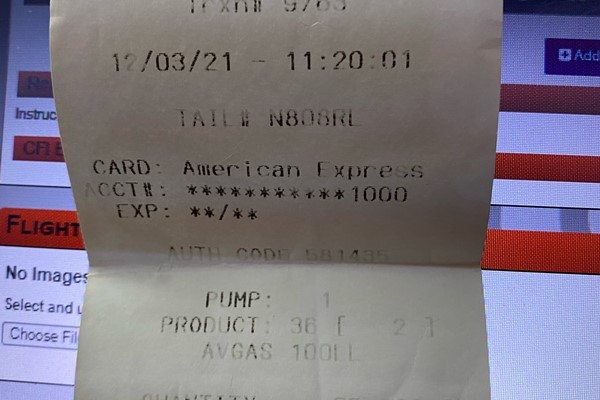 12/03/21 - 11:20:01
Add
Instruc
TAIL# N808RL
CARD: American Express
ACCT#: ***********1000
EXP: **/**
FLIGHT
AUTH CODE 581435
No Images
Select and u
PUMP: 1
PRODUCT: 36 [ 2 ]
Choose Fil
AVGAS 100LL
QUANTITY